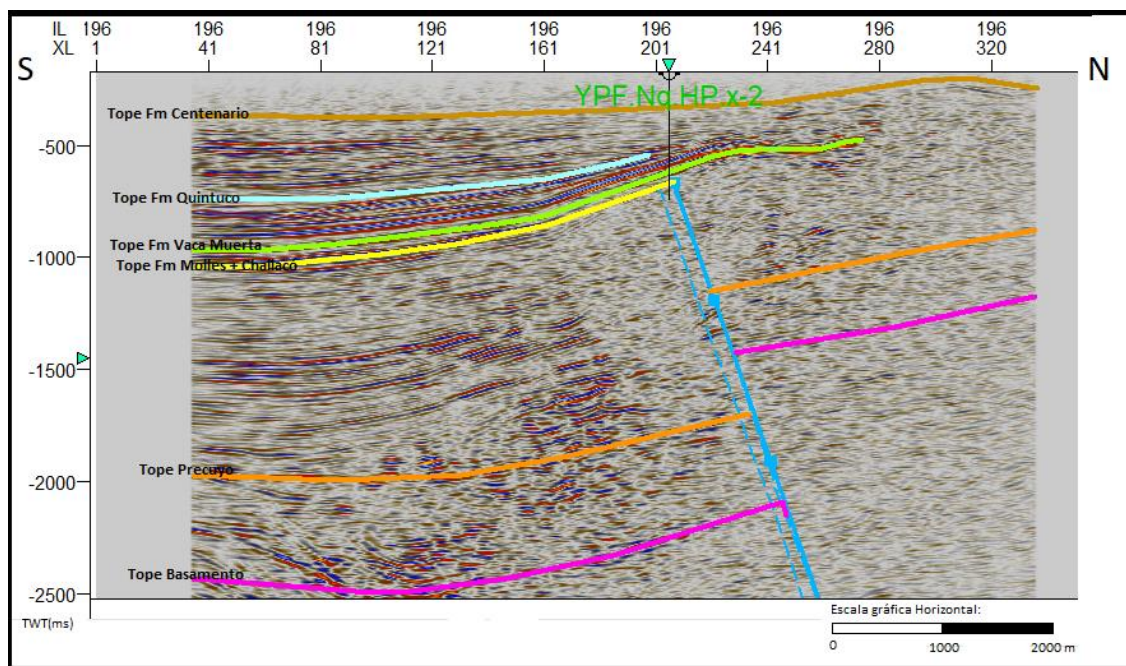 IL 196 196 196 196 196 196 196 196 196
XL 1 41 81 121 161 201 241 280 320
S
N
YPF.Nq.HP.x-2
Tope Fm Centenario
-500
Tope Fm Quintuco
Tope Fm Vaca Muerta
-1000
Tope Fm Molles + Challaco
-1500
Tope Precuyo
-2000
Tope Basamento
-2500
TWT(ms)
Escala gráfica Horizontal:
0 1000 2000 m